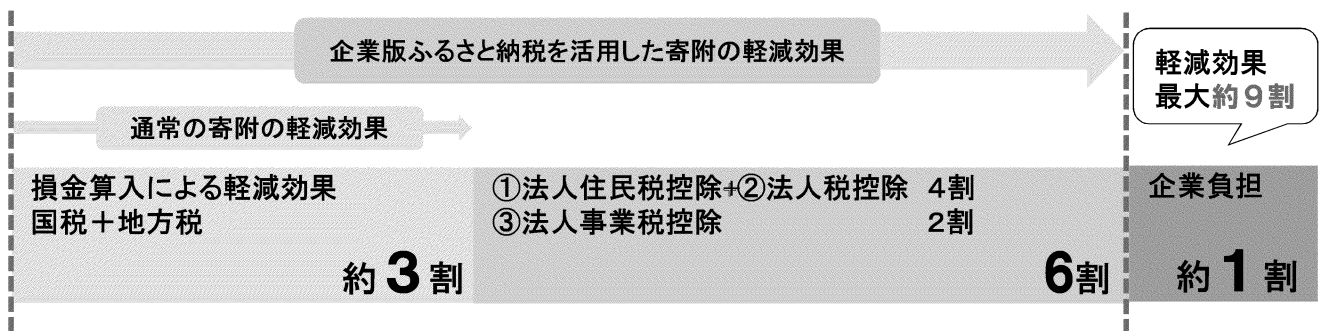 企業版ふるさと納税を活用した寄附の軽減効果
軽減効果
最大約9割
通常の寄附の軽減効果
損金算入による軽減効果
国税＋地方税
約3割
①法人住民税控除+②法人税控除 4割
③法人事業税控除 2割
6割
企業負担
約1割